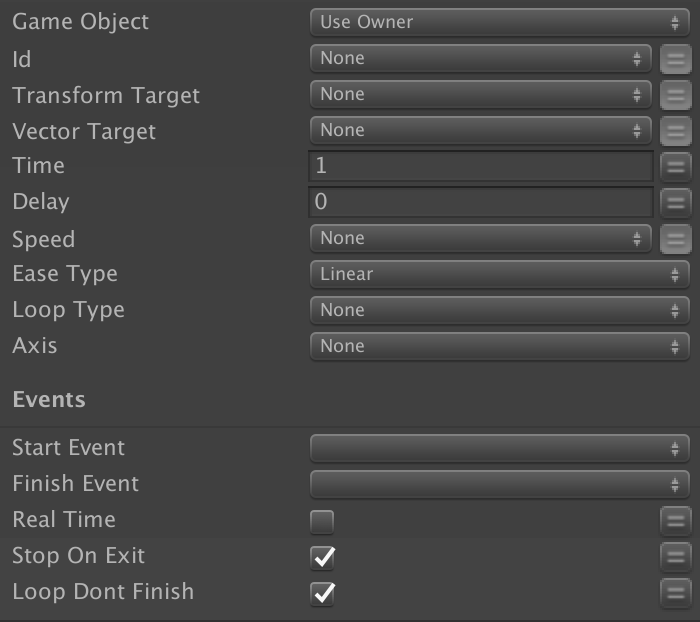 Game Object Use Owner
Id None
Transform Target None
Vector Target None
Time 1
Delay 0
Speed None
Ease Type Linear
Loop Type None
Axis None
Events
Start Event
Finish Event
Real Time
Stop On Exit
Loop Dont Finish